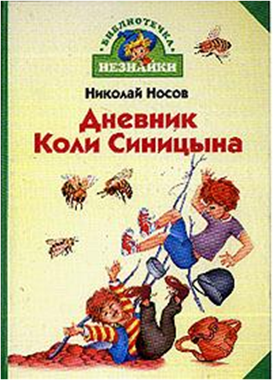 БИБЛИОТЕЧКА
НЕЗНАЙКИ
Николай Носов
Дневник
Коли Синицына